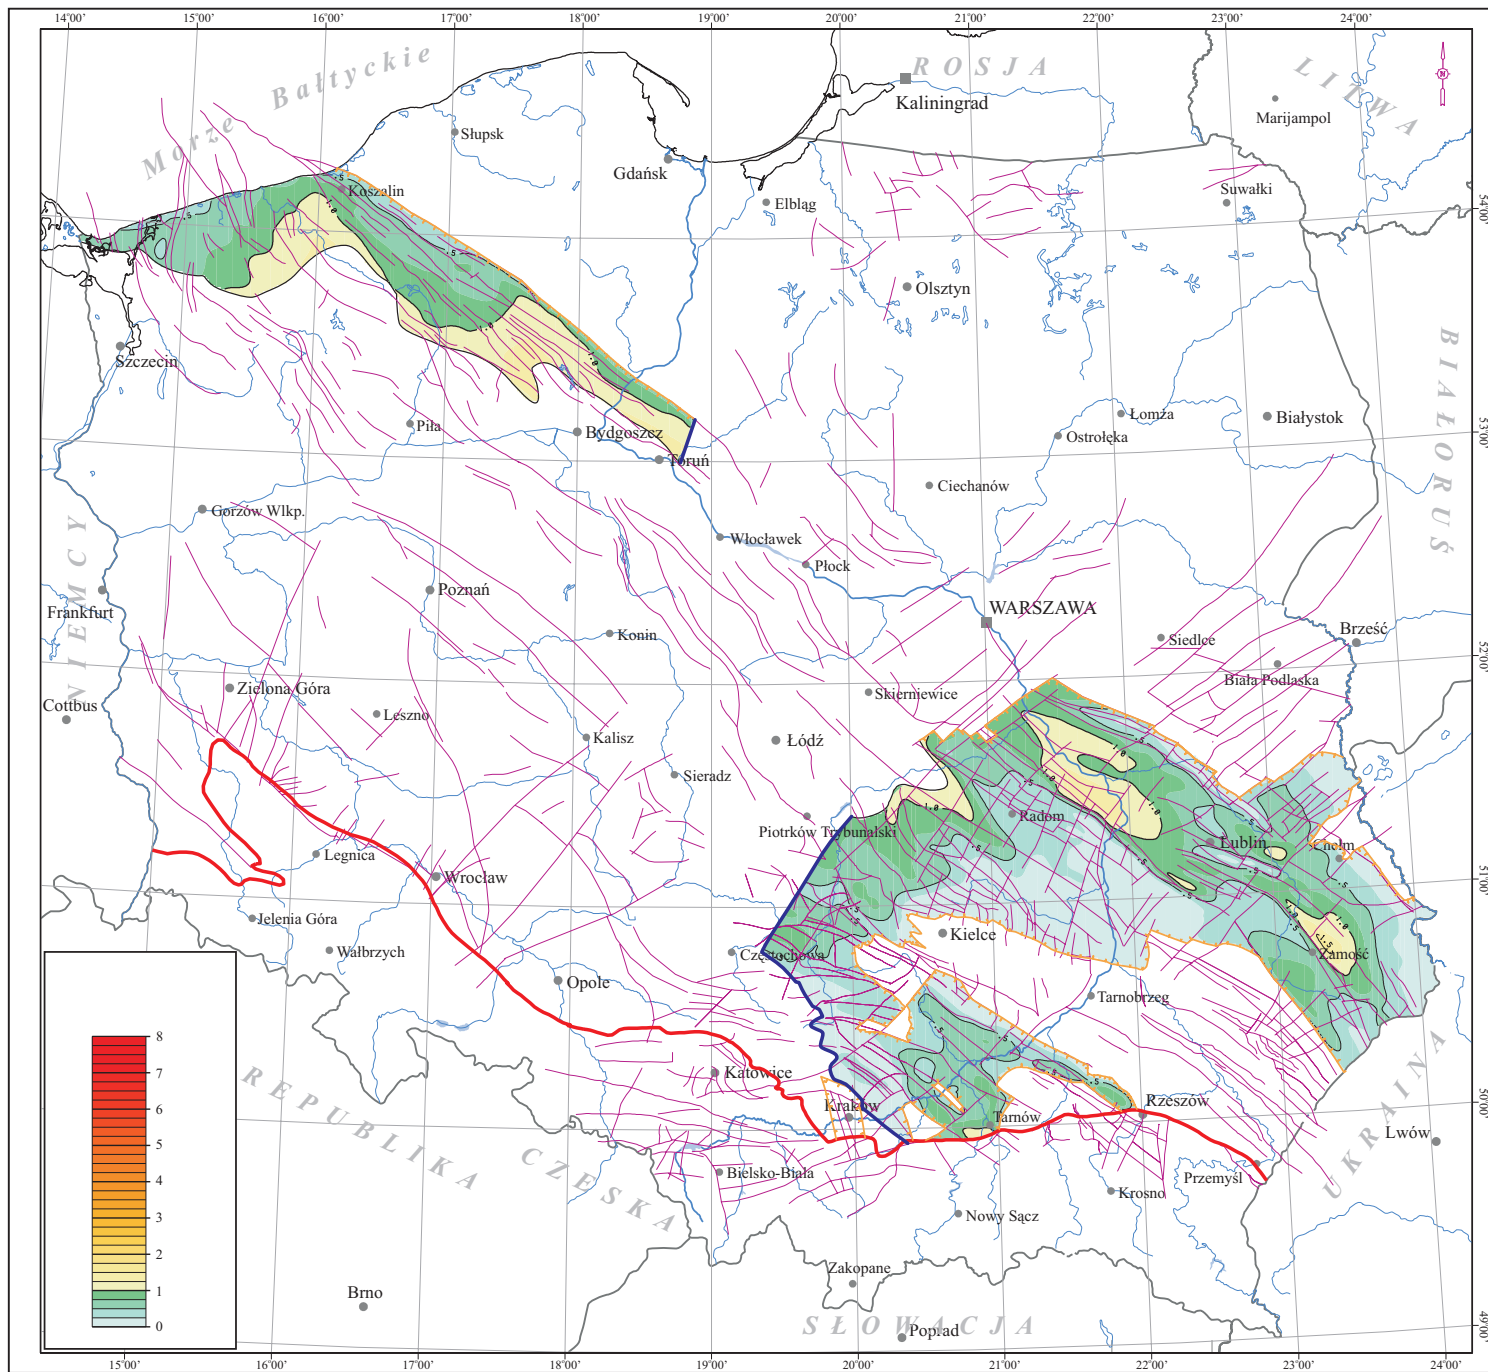 14°00' 15°00' 16°00' 17°00' 18°00' 19°00' 20°00' 21°00' 22°00' 23°00' 24°00'
Morze Bałtyckie
ROSJA
LITWA
Kaliningrad
Marijampol
Słupsk
Gdańsk
Suwałki
Koszalin
Elbląg
54°00'
Olsztyn
Szczecin
BIAŁORUŚ
Piła
Bydgoszcz
Toruń
Łomża
Białystok
Ostrołęka
53°00'
Ciechanów
Gorzów Wlkp.
Włocławek
Płock
NIEMCY
Frankfurt
Poznań
WARSZAWA
Konin
Siedlce
Brześć
52°00'
Biała Podlaska
Zielona Góra
Skierniewice
Cottbus
Leszno
Kalisz
Łódź
Sieradz
Radom
Piotrków Trybunalski
Lublin
Chełm
Legnica
Wrocław
51°00'
Jelenia Góra
Kielce
Wałbrzych
Częstochowa
Zamość
Opole
Tarnobrzeg
REPUBLIKA CZESKA
Katowice
Kraków
Rzeszów
Tarnów
50°00'
Lwów
UKRAINA
Bielsko-Biała
Przemyśl
Krosno
Nowy Sącz
Zakopane
Brno
SŁOWACJA
Poprad
49°00'
8
7
6
5
4
3
2
1
0
15°00' 16°00' 17°00' 18°00' 19°00' 20°00' 21°00' 22°00' 23°00' 24°00'